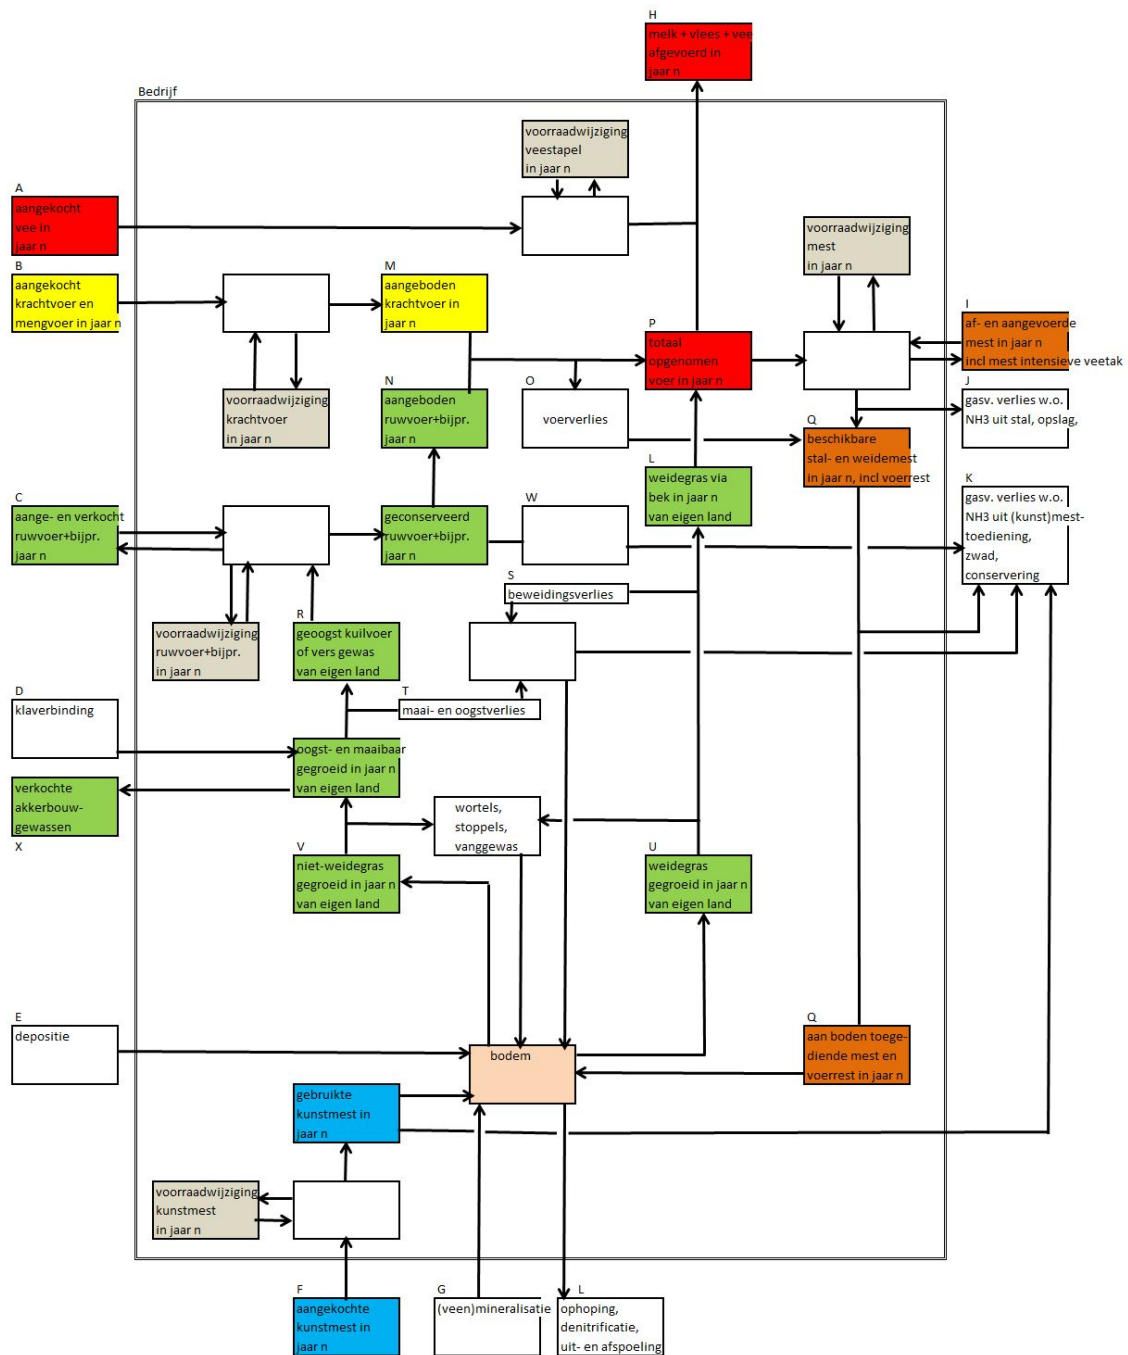 H
melk + vlees + vee
afgevoerd in
jaar n
Bedrijf
voorraadwijziging
veestapel
in jaar n
A
aangekocht
vee in
jaar n
voorraadwijziging
mest
in jaar n
B
aangekocht
krachtvoer en
mengvoer in jaar n
M
aangeboden
krachtvoer in
jaar n
P
totaal
opgenomen
voer in jaar n
I
af- en aangevoerde
mest in jaar n
incl mest intensieve veetak
voorraadwijziging
krachtvoer
in jaar n
N
aangeboden
ruwvoer+bijpr.
jaar n
O
voerverlies
J
gasv. verlies w.o.
NH3 uit stal, opslag,
Q
beschikbare
stal- en weidemest
in jaar n, incl voerrest
L
weidegras via
bek in jaar n
van eigen land
K
gasv. verlies w.o.
NH3 uit (kunst)mest-
toediening,
zwad,
conservering
C
aange- en verkocht
ruwvoer+bijpr.
jaar n
geconserveerd
ruwvoer+bijpr.
jaar n
W
S
beweidingsverlies
voorraadwijziging
ruwvoer+bijpr.
in jaar n
R
geoogst kuilvoer
of vers gewas
van eigen land
D
klaverbinding
T
maai- en oogstverlies
oogst- en maaibaar
gegroeid in jaar n
van eigen land
verkochte
akkerbouw-
gewassen
X
wortels,
stoppels,
vanggewas
V
niet-weidegras
gegroeid in jaar n
van eigen land
U
weidegras
gegroeid in jaar n
van eigen land
E
depositie
bodem
Q
aan boden toege-
diende mest en
voerrest in jaar n
gebruikte
kunstmest in
jaar n
voorraadwijziging
kunstmest
in jaar n
F
aangekochte
kunstmest in
jaar n
G
(veen)mineralisatie
L
ophoping,
denitrificatie,
uit- en afspoeling